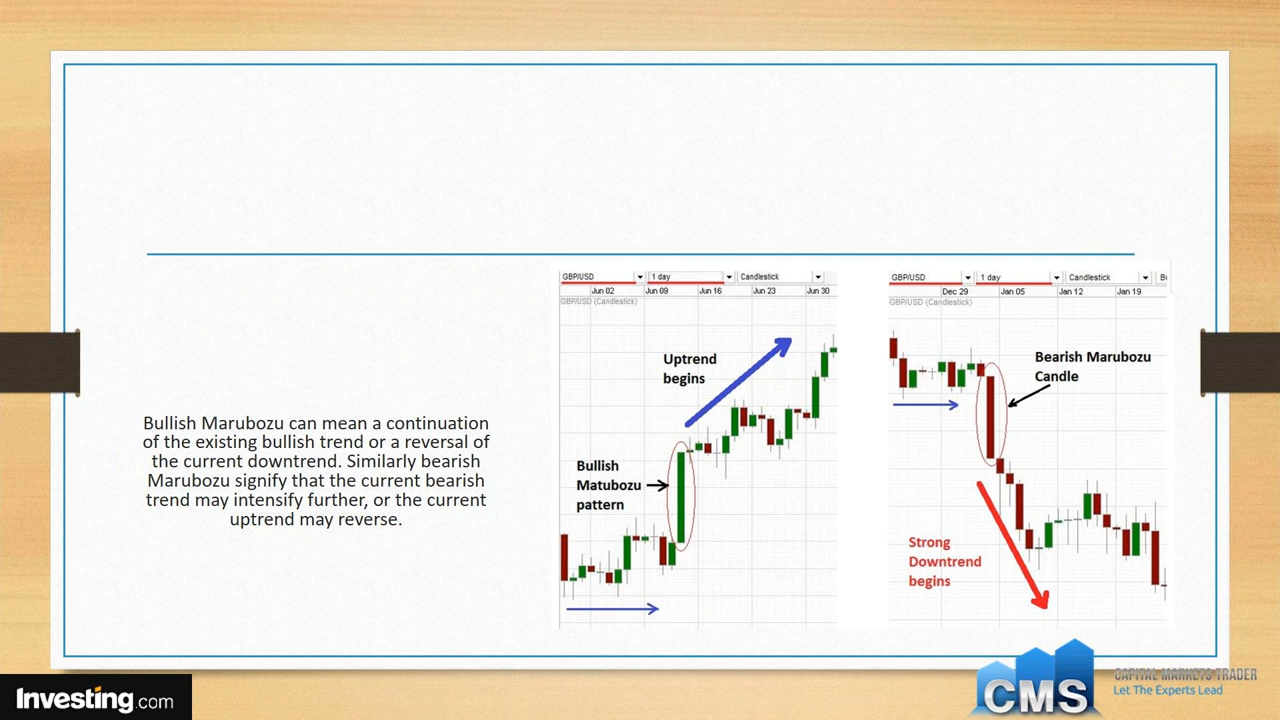 Bullish Marubozu can mean a continuation
of the existing bullish trend or a reversal of
the current downtrend. Similarly bearish
Marubozu signify that the current bearish
trend may intensify further, or the current
uptrend may reverse.
GBP/USD 1 day Candlestick
Jun 02 Jun 09 Jun 16 Jun 23 Jun 30
GBP/USD (Candlestick)
Uptrend
begins
Bullish
Matubozu
pattern
GBP/USD 1 day Candlestick
Dec 29 Jan 05 Jan 12 Jan 19
GBP/USD (Candlestick)
Bearish Marubozu
Candle
Strong
Downtrend
begins
Investing.com
CMS
CAPITAL MARKETS TRADER
Let The Experts Lead